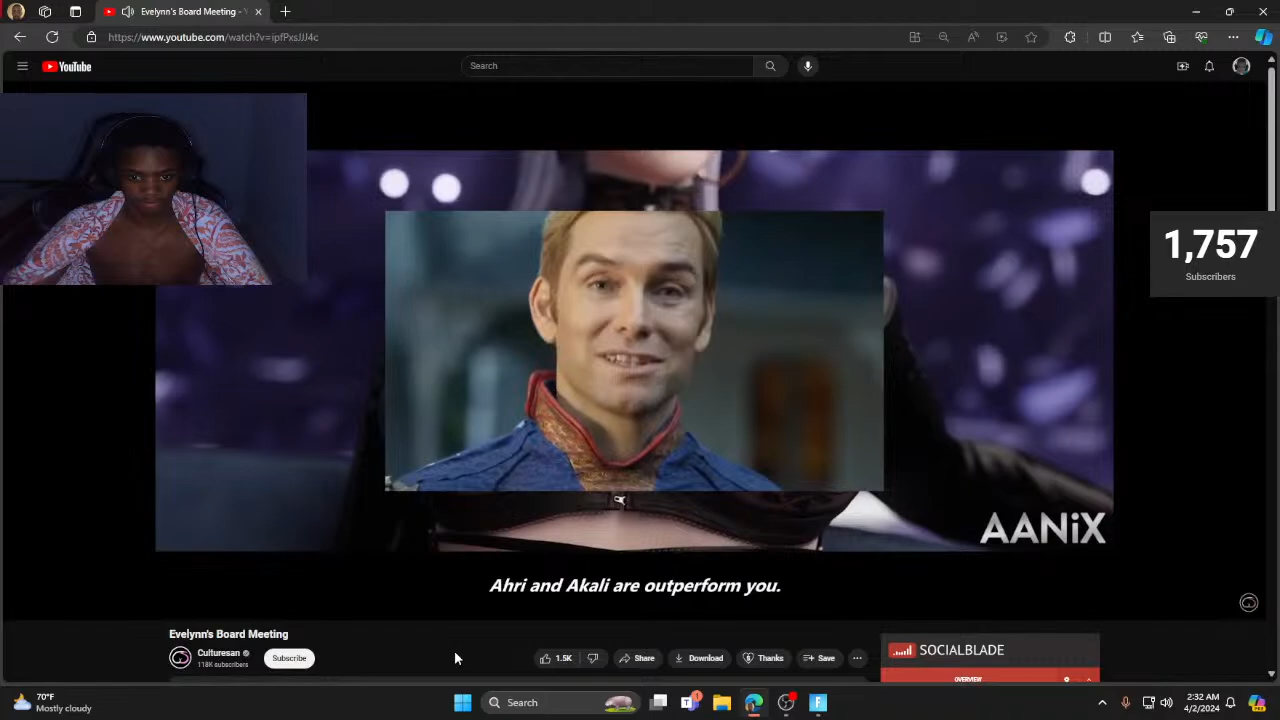 Evelynn's Board Meeting - Y
https://www.youtube.com/watch?v=ipfPxsJJJ4c
YouTube
Search
1,757
Subscribers
AANiX
Ahri and Akali are outperform you.
Evelynn's Board Meeting
Culturesan
118K subscribers
Subscribe
1.5K
Share
Download
Thanks
Save
SOCIALBLADE
OVERVIEW
70°F
Mostly cloudy
Search
1
2:32 AM
4/2/2024